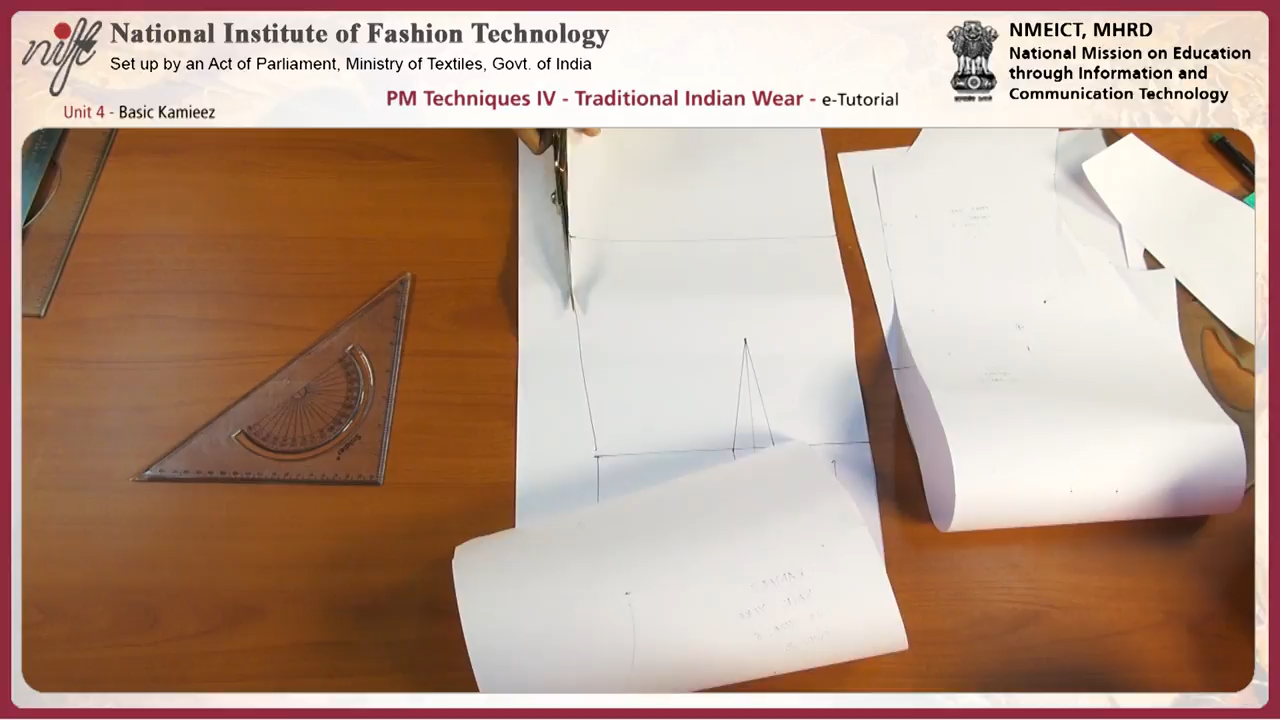 nift
National Institute of Fashion Technology
Set up by an Act of Parliament, Ministry of Textiles, Govt. of India
NMEICT, MHRD
National Mission on Education
through Information and
Communication Technology
PM Techniques IV - Traditional Indian Wear - e-Tutorial
Unit 4 - Basic Kamieez